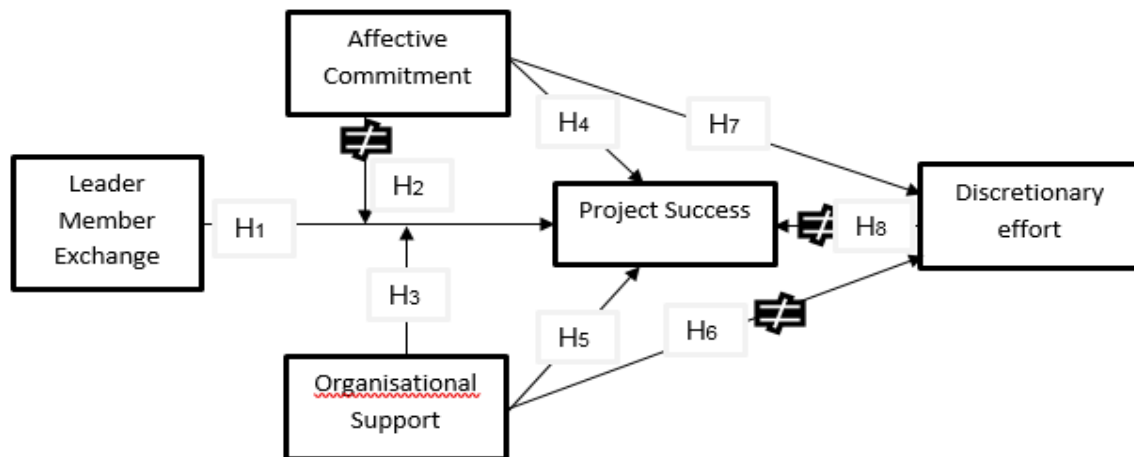 Affective
Commitment
H4
H7
Leader
Member
Exchange
H2
H1
Project Success
Discretionary
effort
H8
H3
H5
H6
Organisational
Support